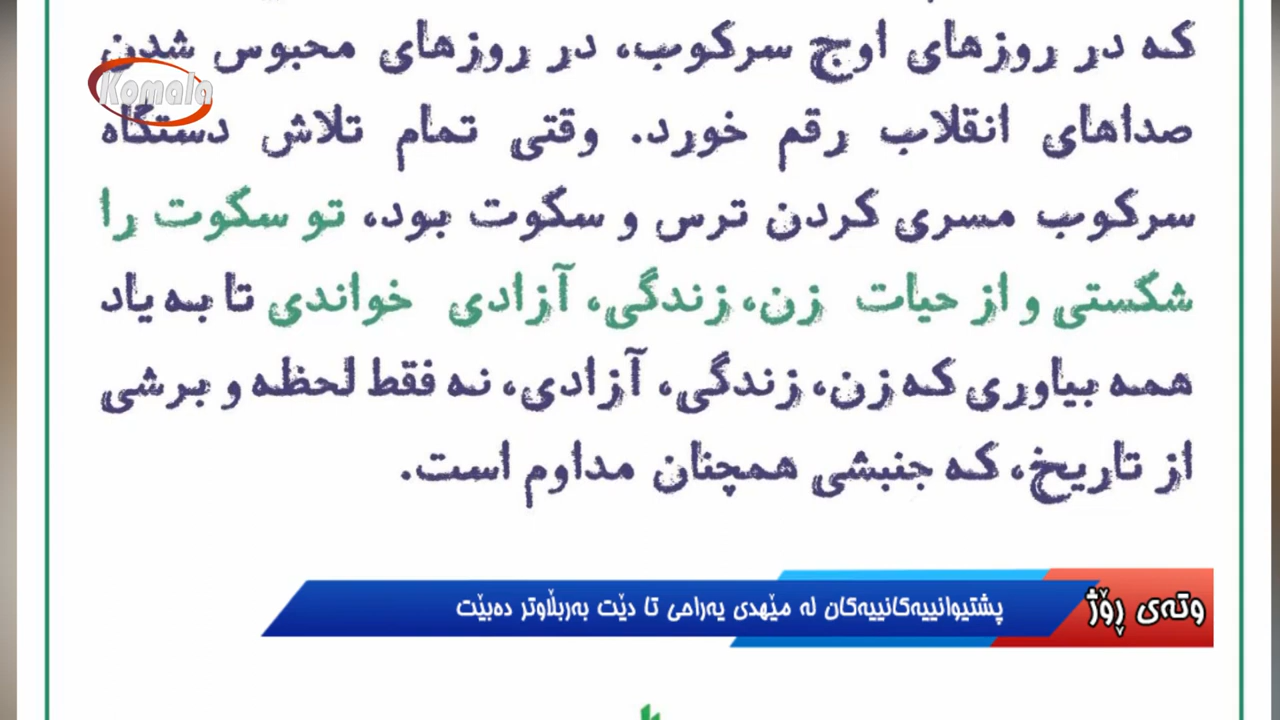 که در روزهای اوج سرکوب، در روزهای محبوس شدن
Komala
صداهای انقلاب رقم خورد. وقتی تمام تلاش دستگاه
سرکوب مسری کردن ترس و سکوت بود، تو سکوت را
شکستی و از حیات زن، زندگی، آزادی خواندی تا به یاد
همه بیاوری که زن، زندگی، آزادی، نه فقط لحظه و برشی
از تاریخ، که جنبشی همچنان مداوم است.
وتەی ڕۆژ
پشتیوانییەکانییەکان لە مێهدی یەراحی تا دێت بەربڵاوتر دەبێت